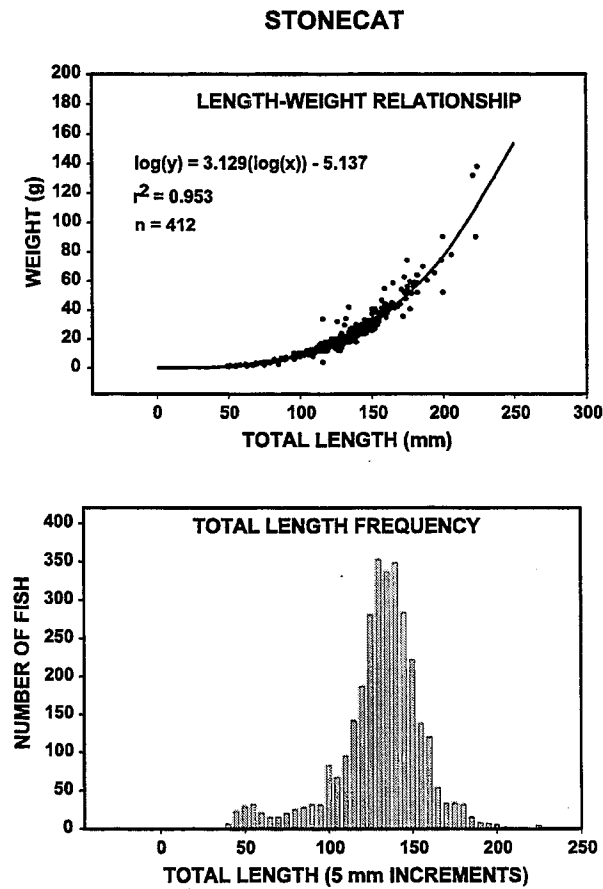 STONECAT
LENGTH-WEIGHT RELATIONSHIP
log(y) = 3.129(log(x)) - 5.137
r² = 0.953
n = 412
WEIGHT (g)
200
180
160
140
120
100
80
60
40
20
0
0 50 100 150 200 250 300
TOTAL LENGTH (mm)
TOTAL LENGTH FREQUENCY
NUMBER OF FISH
400
350
300
250
200
150
100
50
0
0 50 100 150 200 250
TOTAL LENGTH (5 mm INCREMENTS)